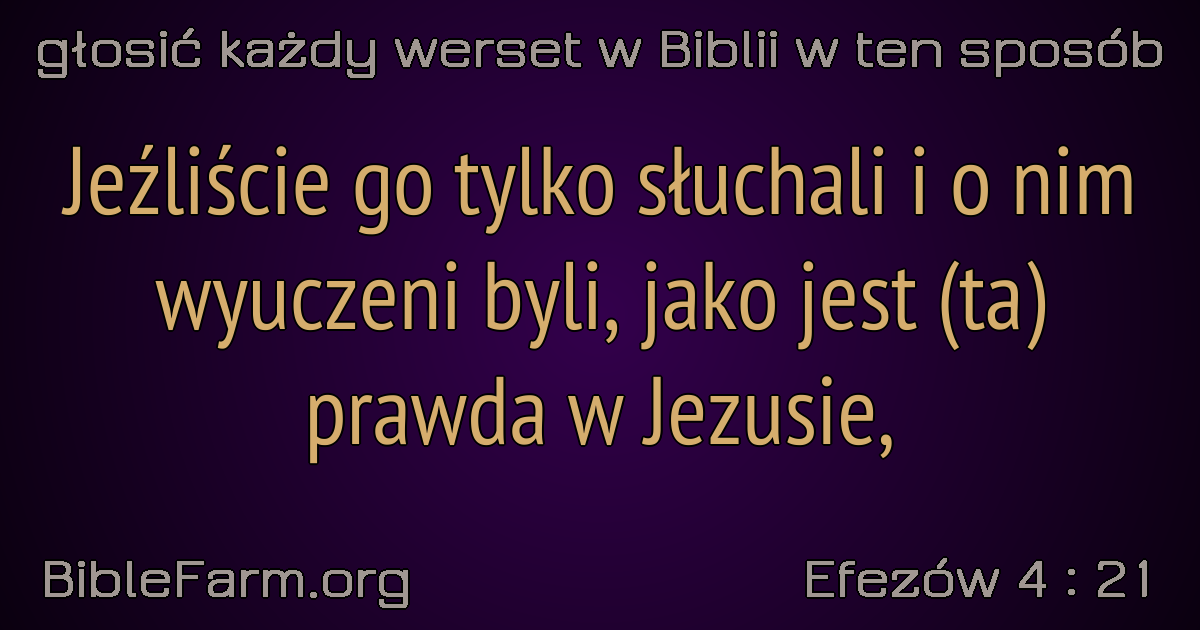 głosić każdy werset w Biblii w ten sposób
Jeźliście go tylko słuchali i o nim
wyuczeni byli, jako jest (ta)
prawda w Jezusie,
BibleFarm.org
Efezów 4 : 21